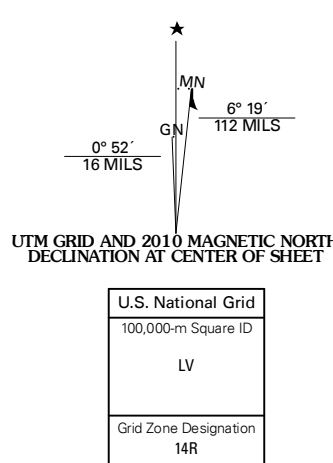 MN
6° 19´
112 MILS
GN
0° 52´
16 MILS
UTM GRID AND 2010 MAGNETIC NORTH
DECLINATION AT CENTER OF SHEET
U.S. National Grid
100,000-m Square ID
LV
Grid Zone Designation
14R